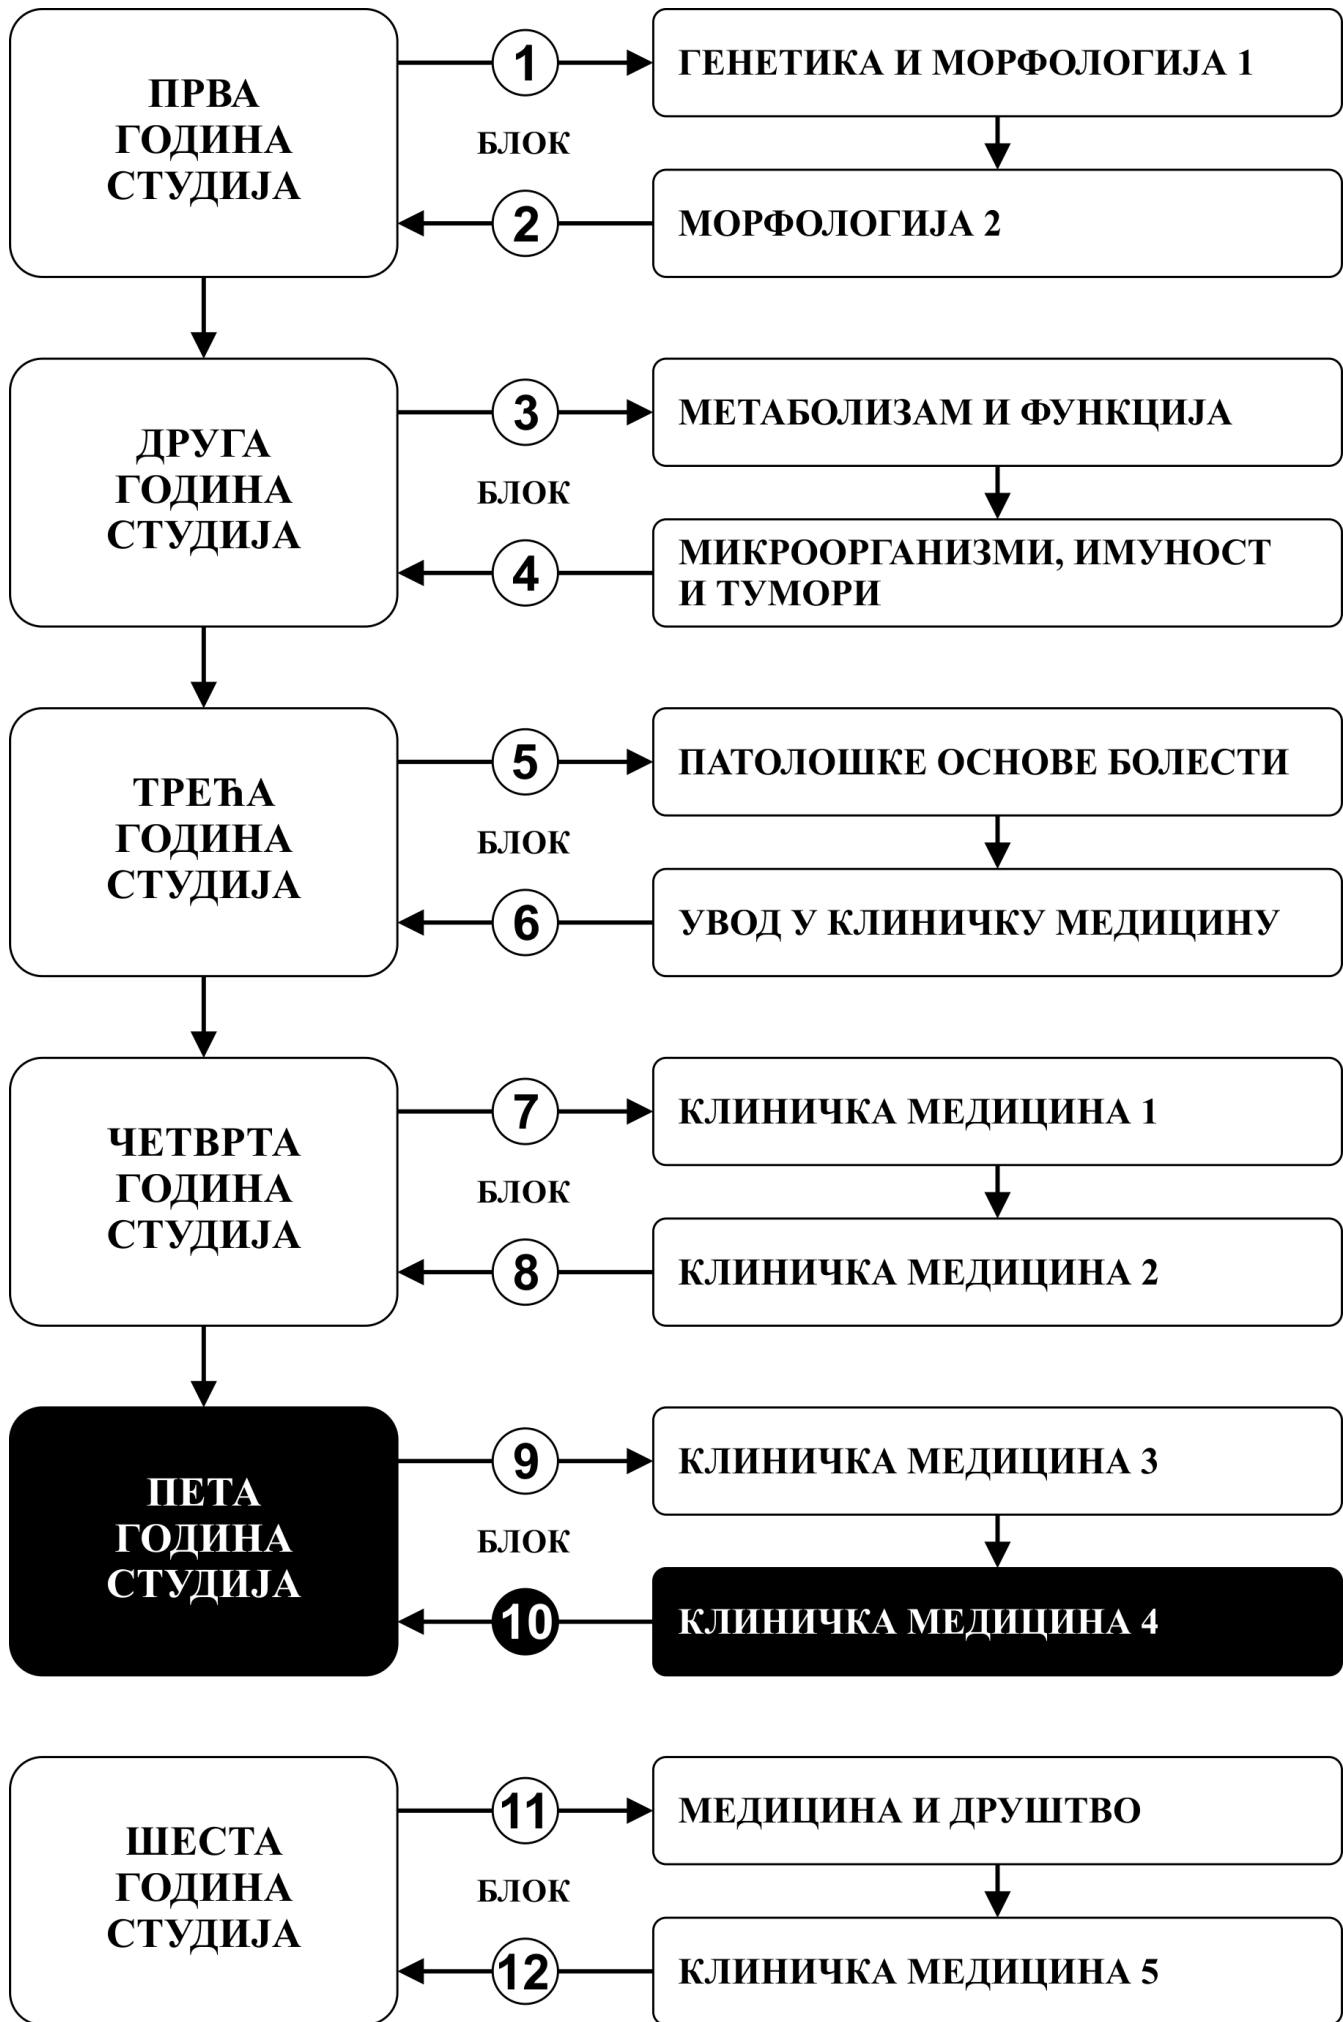 ПРВА
ГОДИНА
СТУДИЈА
1
БЛОК
2
ГЕНЕТИКА И МОРФОЛОГИЈА 1
МОРФОЛОГИЈА 2
ДРУГА
ГОДИНА
СТУДИЈА
3
БЛОК
4
МЕТАБОЛИЗАМ И ФУНКЦИЈА
МИКРООРГАНИЗМИ, ИМУНОСТ
И ТУМОРИ
ТРЕЋА
ГОДИНА
СТУДИЈА
5
БЛОК
6
ПАТОЛОШКЕ ОСНОВЕ БОЛЕСТИ
УВОД У КЛИНИЧКУ МЕДИЦИНУ
ЧЕТВРТА
ГОДИНА
СТУДИЈА
7
БЛОК
8
КЛИНИЧКА МЕДИЦИНА 1
КЛИНИЧКА МЕДИЦИНА 2
ПЕТА
ГОДИНА
СТУДИЈА
9
БЛОК
10
КЛИНИЧКА МЕДИЦИНА 3
КЛИНИЧКА МЕДИЦИНА 4
ШЕСТА
ГОДИНА
СТУДИЈА
11
БЛОК
12
МЕДИЦИНА И ДРУШТВО
КЛИНИЧКА МЕДИЦИНА 5